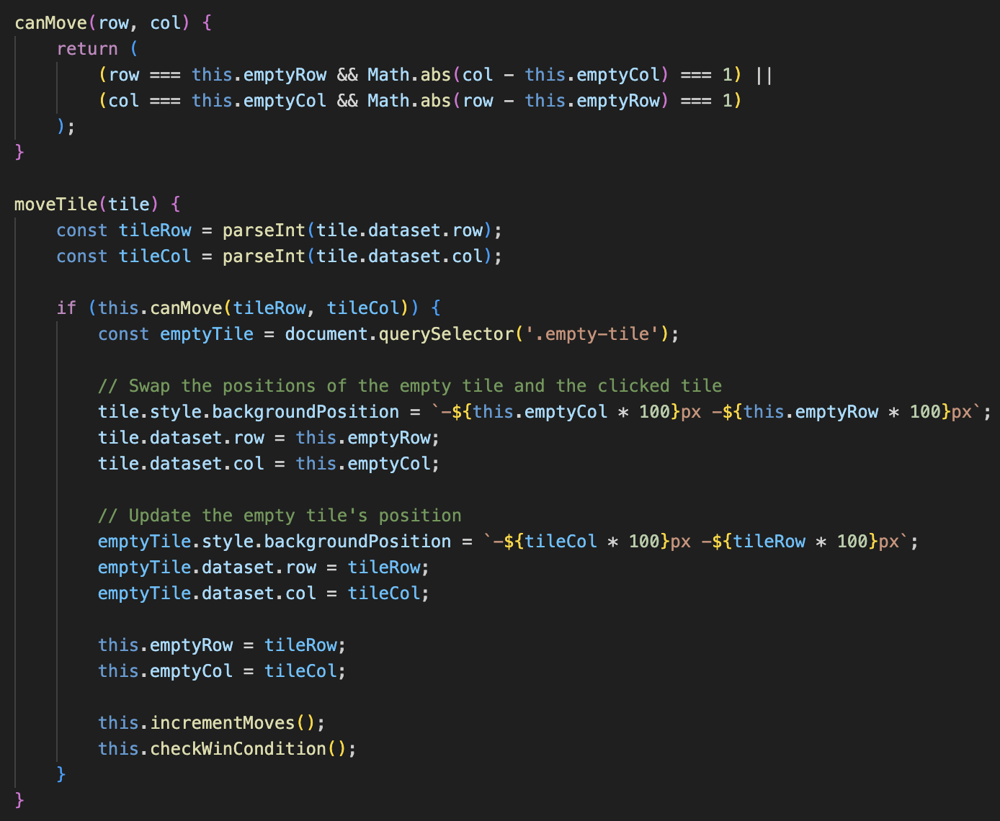 canMove(row, col) {
    return (
        (row === this.emptyRow && Math.abs(col - this.emptyCol) === 1) ||
        (col === this.emptyCol && Math.abs(row - this.emptyRow) === 1)
    );
}

moveTile(tile) {
    const tileRow = parseInt(tile.dataset.row);
    const tileCol = parseInt(tile.dataset.col);

    if (this.canMove(tileRow, tileCol)) {
        const emptyTile = document.querySelector('.empty-tile');

        // Swap the positions of the empty tile and the clicked tile
        tile.style.backgroundPosition = `-${this.emptyCol * 100}px -${this.emptyRow * 100}px`;
        tile.dataset.row = this.emptyRow;
        tile.dataset.col = this.emptyCol;

        // Update the empty tile's position
        emptyTile.style.backgroundPosition = `-${tileCol * 100}px -${tileRow * 100}px`;
        emptyTile.dataset.row = tileRow;
        emptyTile.dataset.col = tileCol;

        this.emptyRow = tileRow;
        this.emptyCol = tileCol;

        this.incrementMoves();
        this.checkWinCondition();
    }
}